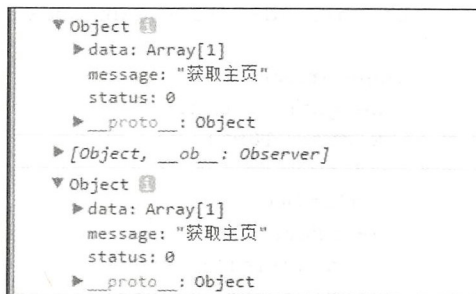 ▼ Object i
▶ data: Array[1]
message: "获取主页"
status: 0
▶ __proto__: Object
▶ [Object, __ob__: Observer]
▼ Object i
▶ data: Array[1]
message: "获取主页"
status: 0
▶ __proto__: Object